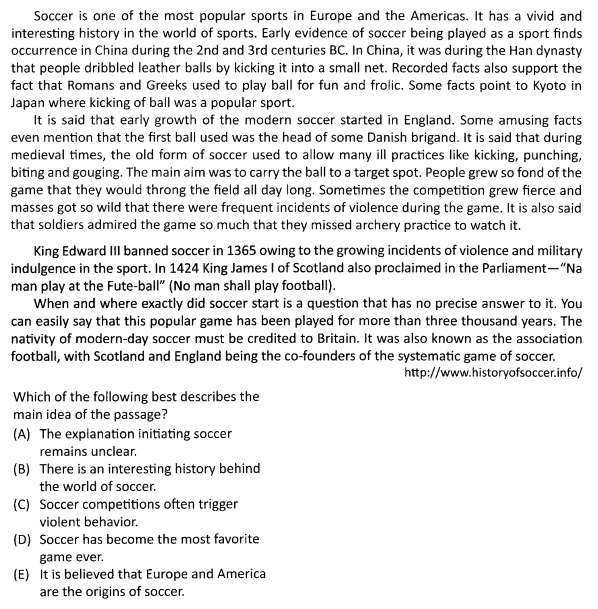 Soccer is one of the most popular sports in Europe and the Americas. It has a vivid and
interesting history in the world of sports. Early evidence of soccer being played as a sport finds
occurrence in China during the 2nd and 3rd centuries BC. In China, it was during the Han dynasty
that people dribbled leather balls by kicking it into a small net. Recorded facts also support the
fact that Romans and Greeks used to play ball for fun and frolic. Some facts point to Kyoto in
Japan where kicking of ball was a popular sport.
It is said that early growth of the modern soccer started in England. Some amusing facts
even mention that the first ball used was the head of some Danish brigand. It is said that during
medieval times, the old form of soccer used to allow many ill practices like kicking, punching,
biting and gouging. The main aim was to carry the ball to a target spot. People grew so fond of the
game that they would throng the field all day long. Sometimes the competition grew fierce and
masses got so wild that there were frequent incidents of violence during the game. It is also said
that soldiers admired the game so much that they missed archery practice to watch it.
King Edward III banned soccer in 1365 owing to the growing incidents of violence and military
indulgence in the sport. In 1424 King James I of Scotland also proclaimed in the Parliament—“Na
man play at the Fute-ball” (No man shall play football).
When and where exactly did soccer start is a question that has no precise answer to it. You
can easily say that this popular game has been played for more than three thousand years. The
nativity of modern-day soccer must be credited to Britain. It was also known as the association
football, with Scotland and England being the co-founders of the systematic game of soccer.
http://www.historyofsoccer.info/
Which of the following best describes the
main idea of the passage?
(A) The explanation initiating soccer
remains unclear.
(B) There is an interesting history behind
the world of soccer.
(C) Soccer competitions often trigger
violent behavior.
(D) Soccer has become the most favorite
game ever.
(E) It is believed that Europe and America
are the origins of soccer.